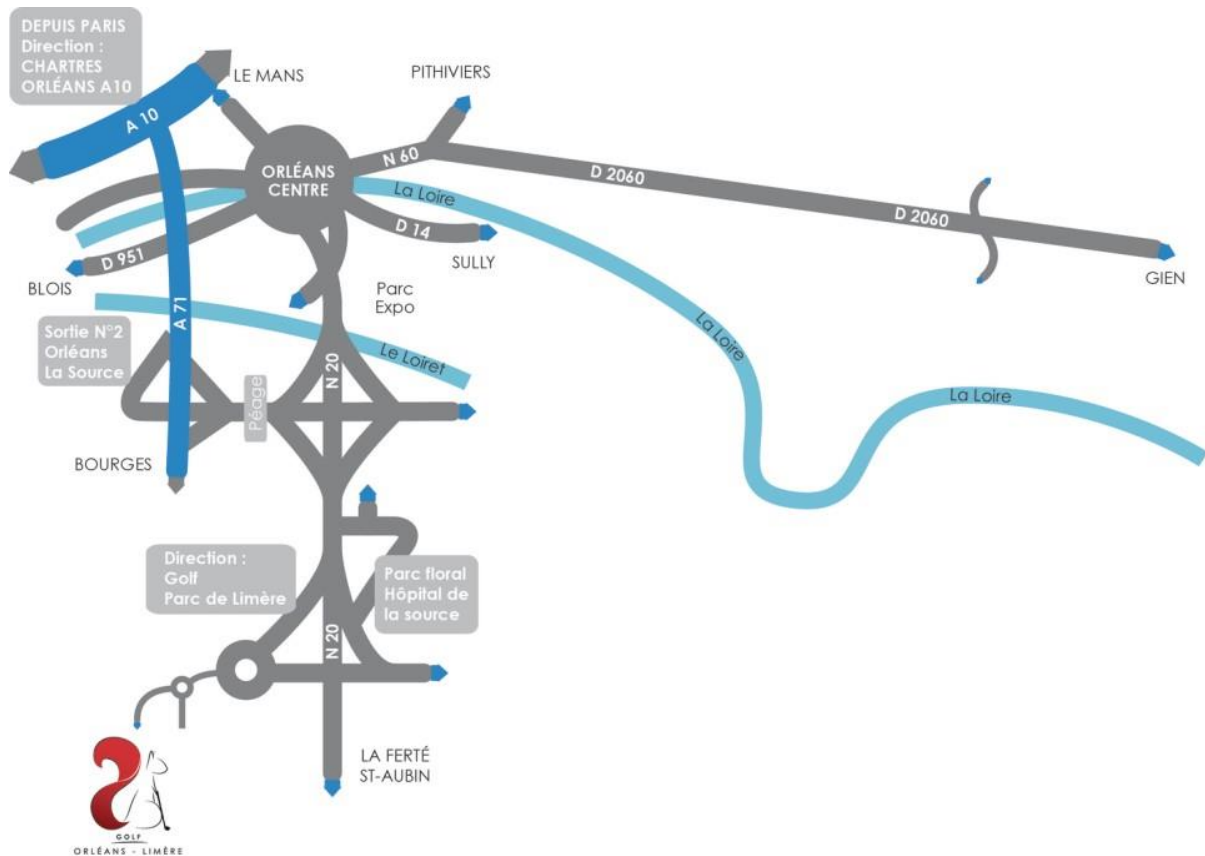 DEPUIS PARIS
Direction :
CHARTRES
ORLÉANS A10
LE MANS
PITHIVIERS
A 10
ORLÉANS
CENTRE
N 60
D 2060
La Loire
D 2060
D 14
SULLY
D 951
BLOIS
GIEN
Parc
Expo
A 71
Sortie N°2
Orléans
La Source
N 20
Le Loiret
La Loire
La Loire
Péage
BOURGES
Direction :
Golf
Parc de Limère
Parc floral
Hôpital de
la source
N 20
LA FERTÉ
ST-AUBIN
GOLF
ORLÉANS - LIMÈRE